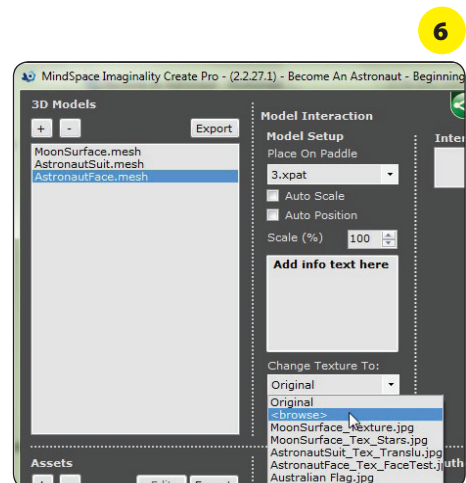 6
MindSpace Imaginality Create Pro - (2.2.27.1) - Become An Astronaut - Beginning
3D Models
+ - Export
MoonSurface.mesh
AstronautSuit.mesh
AstronautFace.mesh
Model Interaction
Model Setup
Place On Paddle
3.xpat
Auto Scale
Auto Position
Scale (%) 100
Add info text here
Change Texture To:
Original
Original
<browse>
MoonSurface_Texture.jpg
MoonSurface_Tex_Stars.jpg
AstronautSuit_Tex_Translu.jpg
AstronautFace_Tex_FaceTest.jpg
Australian Flag.jpg
Inter
Assets